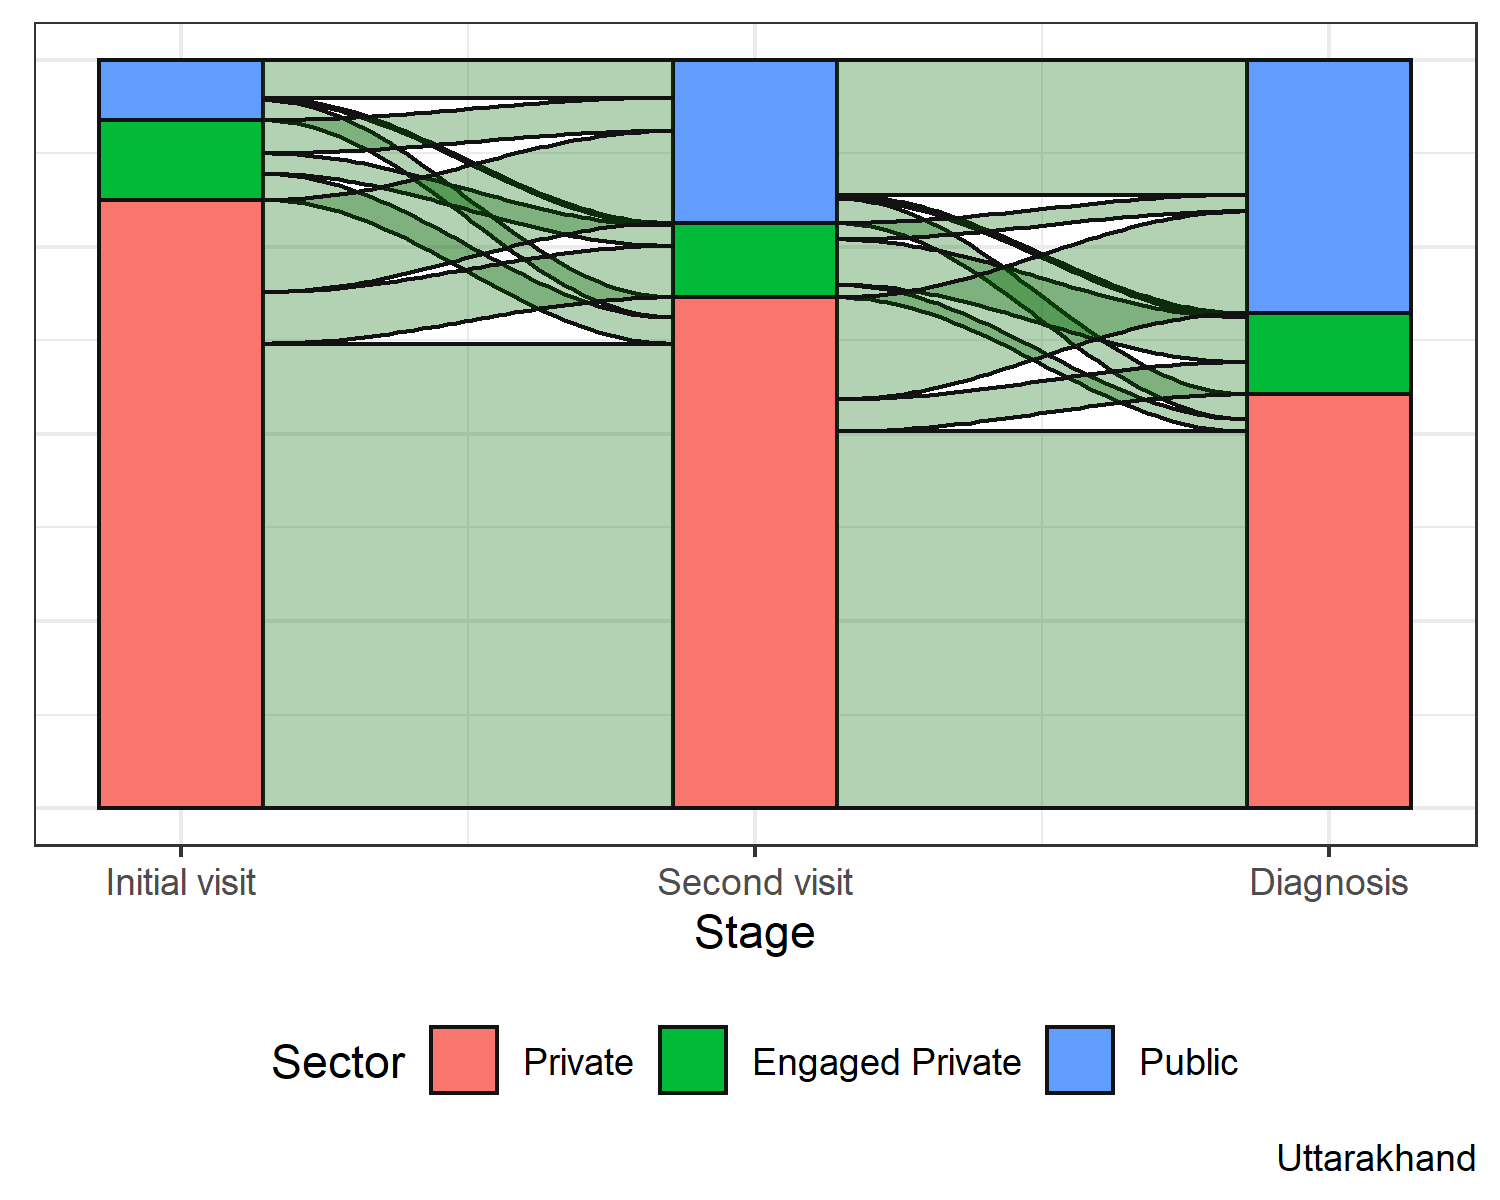 Initial visit Second visit Diagnosis
Stage
Sector Private Engaged Private Public
Uttarakhand